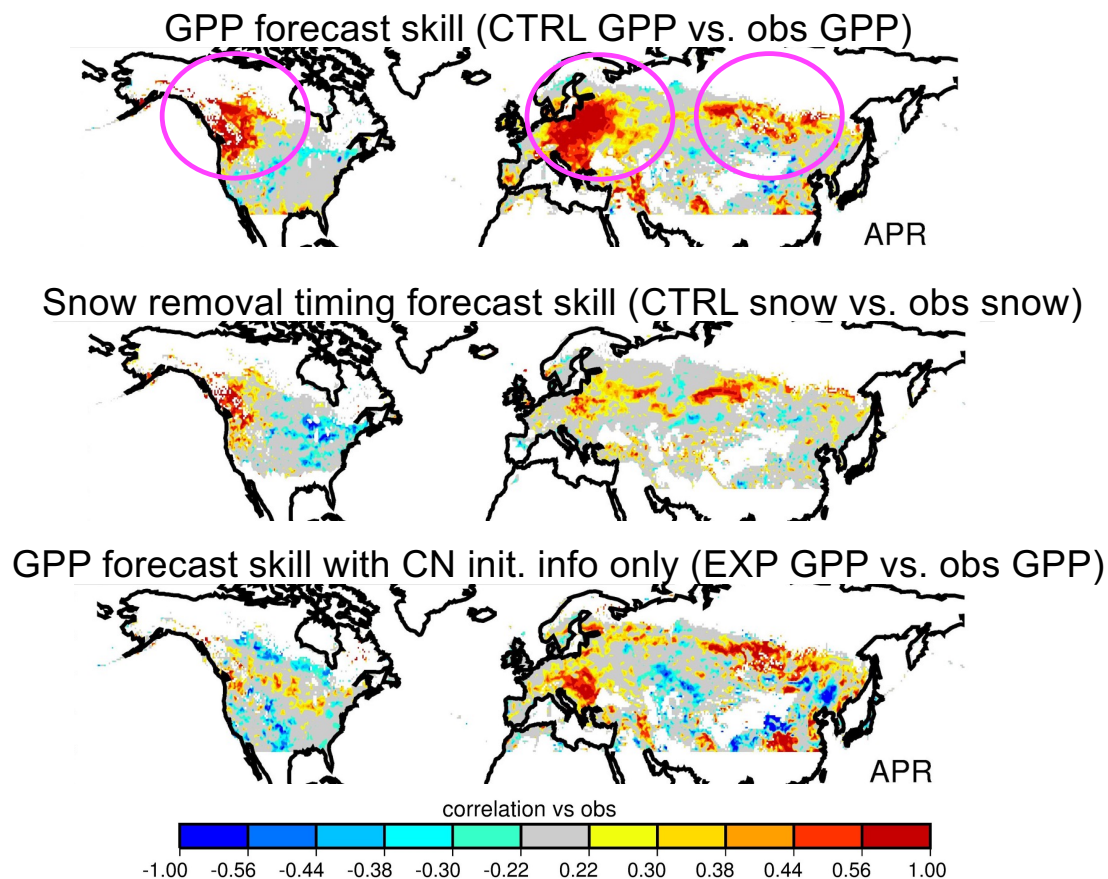 GPP forecast skill (CTRL GPP vs. obs GPP)
APR
Snow removal timing forecast skill (CTRL snow vs. obs snow)
GPP forecast skill with CN init. info only (EXP GPP vs. obs GPP)
APR
correlation vs obs
-1.00 -0.56 -0.44 -0.38 -0.30 -0.22 0.22 0.30 0.38 0.44 0.56 1.00